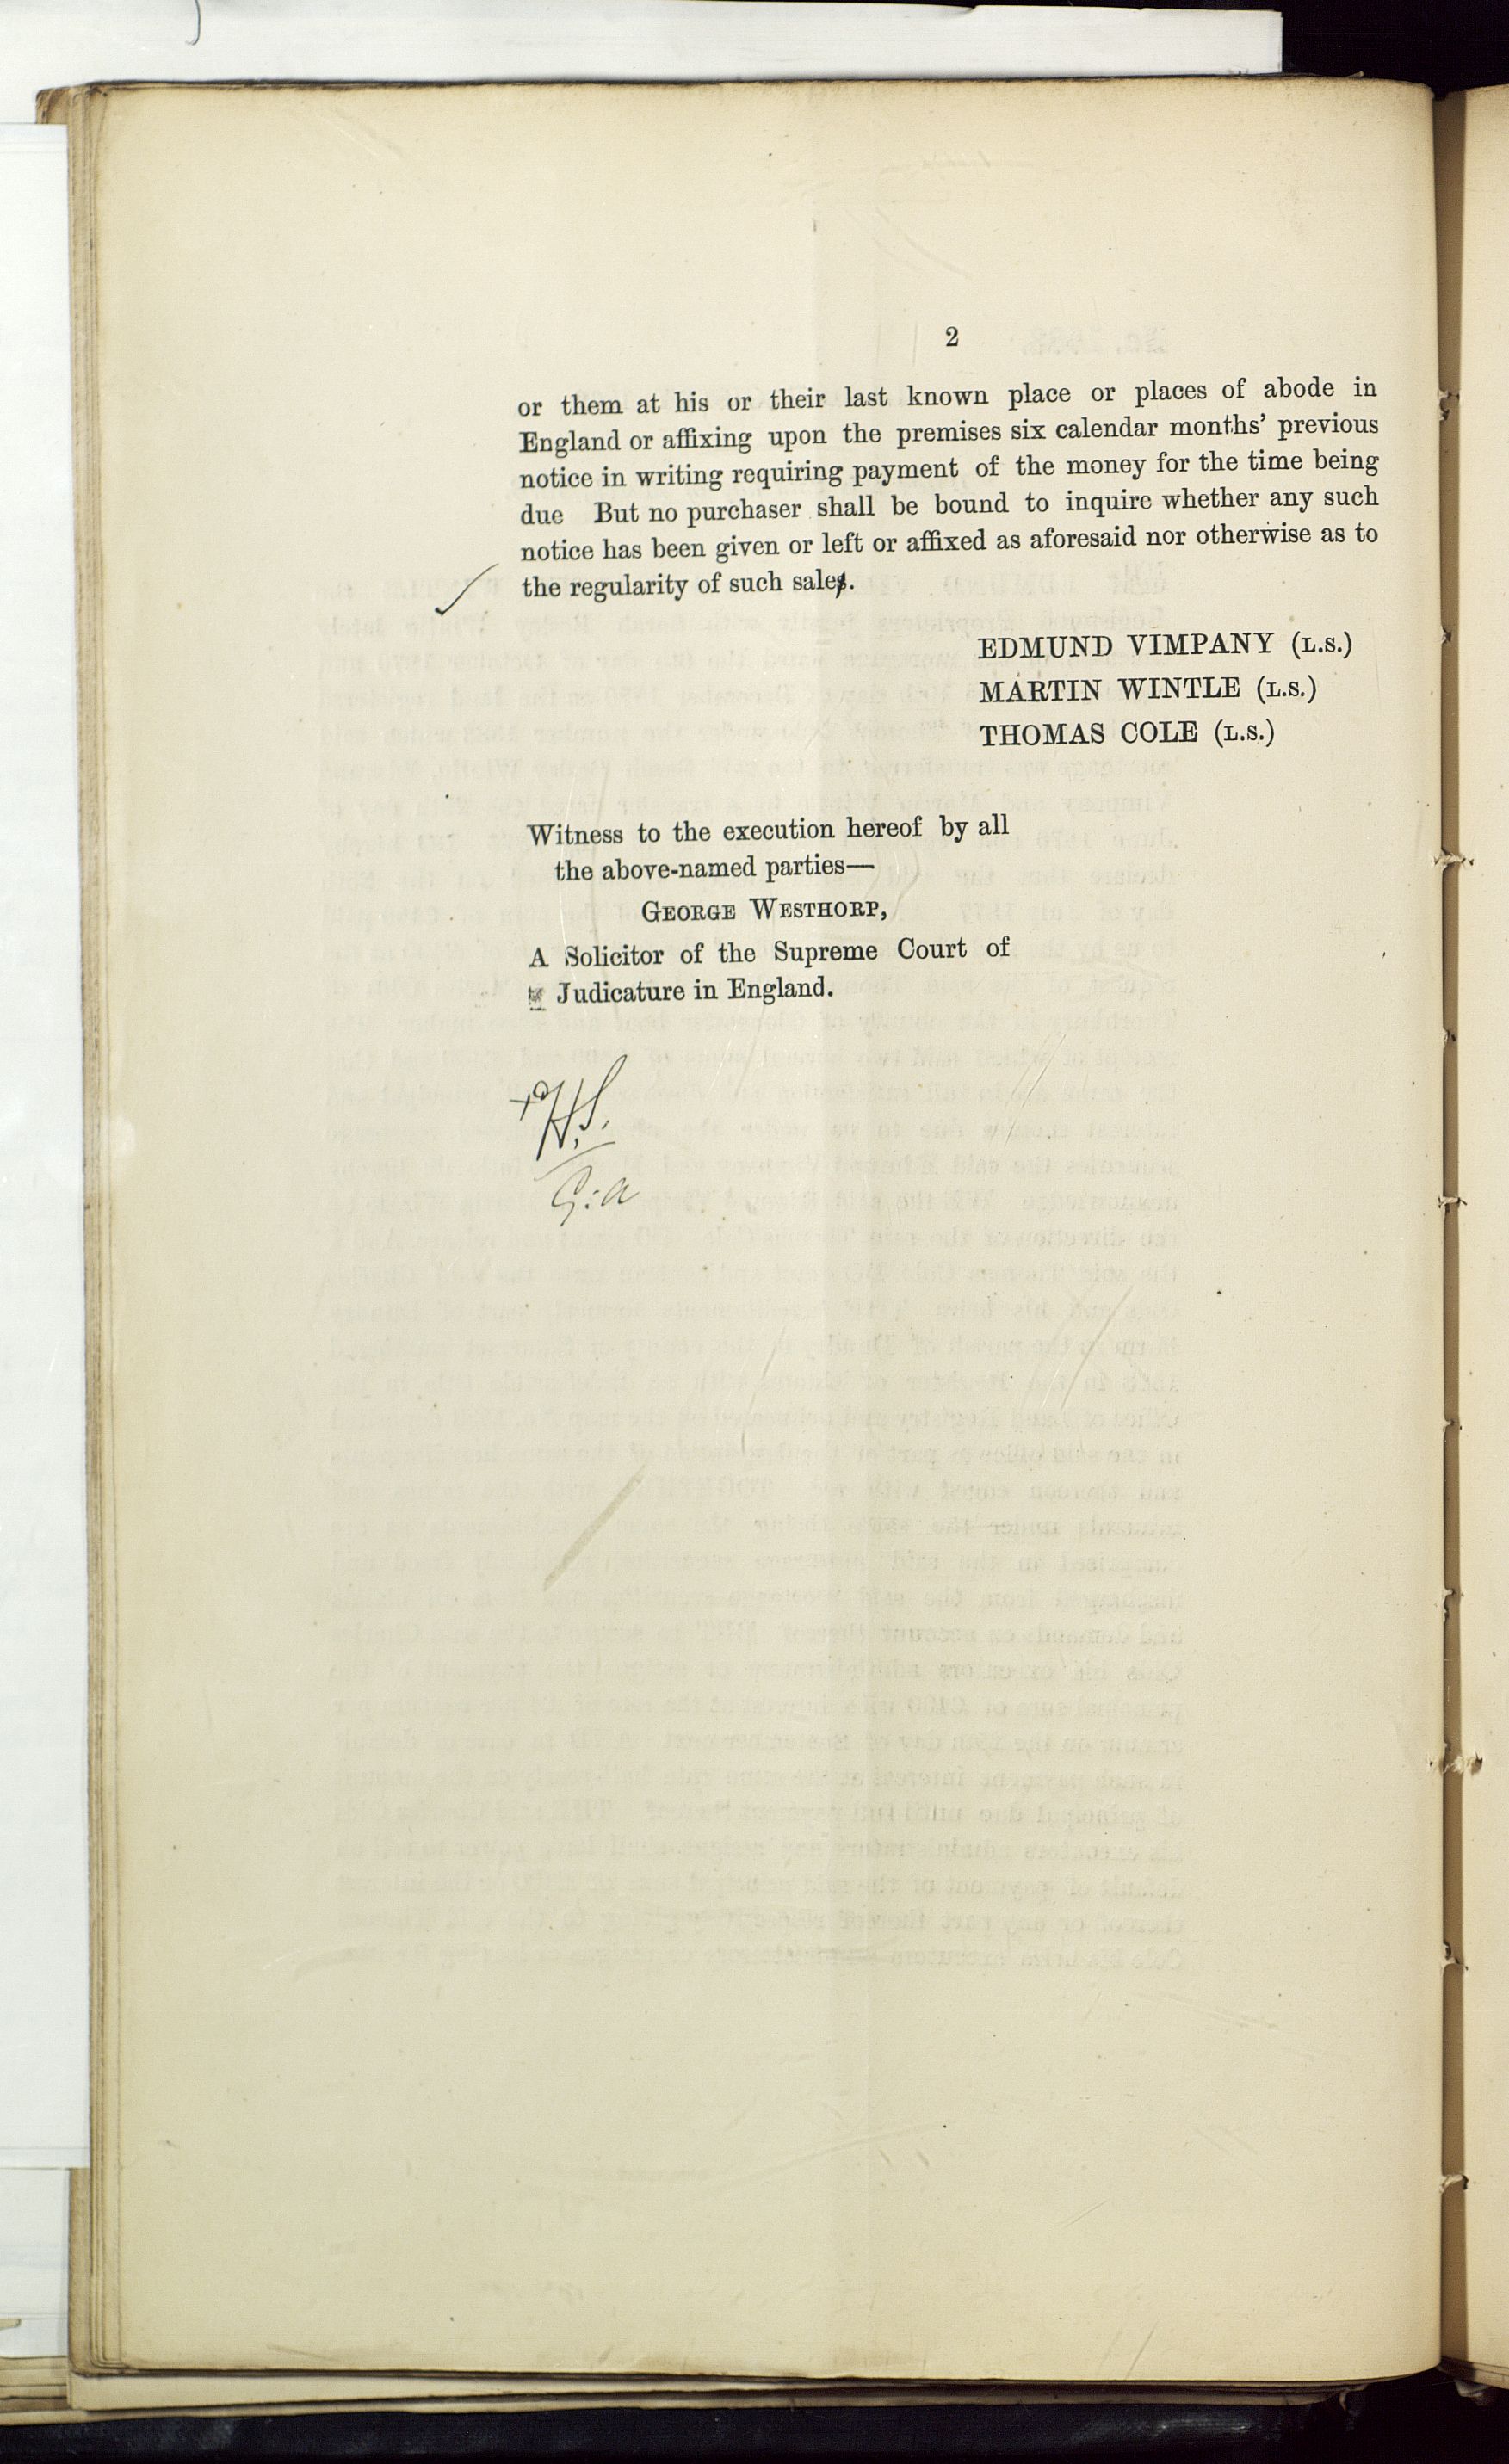 2
or them at his or their last known place or places of abode in
England or affixing upon the premises six calendar months’ previous
notice in writing requiring payment of the money for the time being
due But no purchaser shall be bound to inquire whether any such
notice has been given or left or affixed as aforesaid nor otherwise as to
the regularity of such sale.
EDMUND VIMPANY (L.S.)
MARTIN WINTLE (L.S.)
THOMAS COLE (L.S.)
Witness to the execution hereof by all
the above-named parties—
GEORGE WESTHORP,
A Solicitor of the Supreme Court of
Judicature in England.
G:a